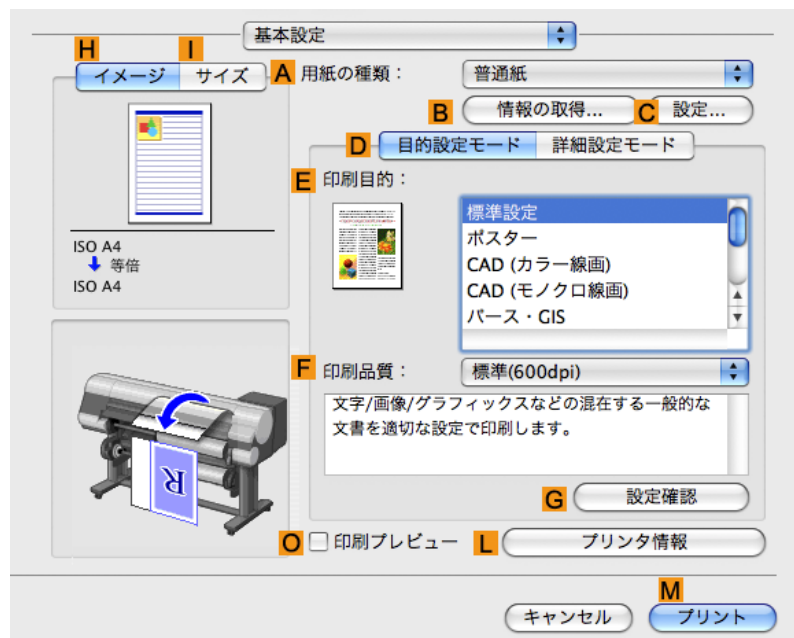 基本設定
H I
イメージ サイズ
A 用紙の種類： 普通紙
B 情報の取得... C 設定...
D 目的設定モード 詳細設定モード
E 印刷目的：
標準設定
ポスター
CAD (カラー線画)
CAD (モノクロ線画)
パース・GIS
ISO A4
等倍
ISO A4
F 印刷品質： 標準(600dpi)
文字/画像/グラフィックスなどの混在する一般的な
文書を適切な設定で印刷します。
R
G 設定確認
O 印刷プレビュー L プリンタ情報
M
キャンセル プリント